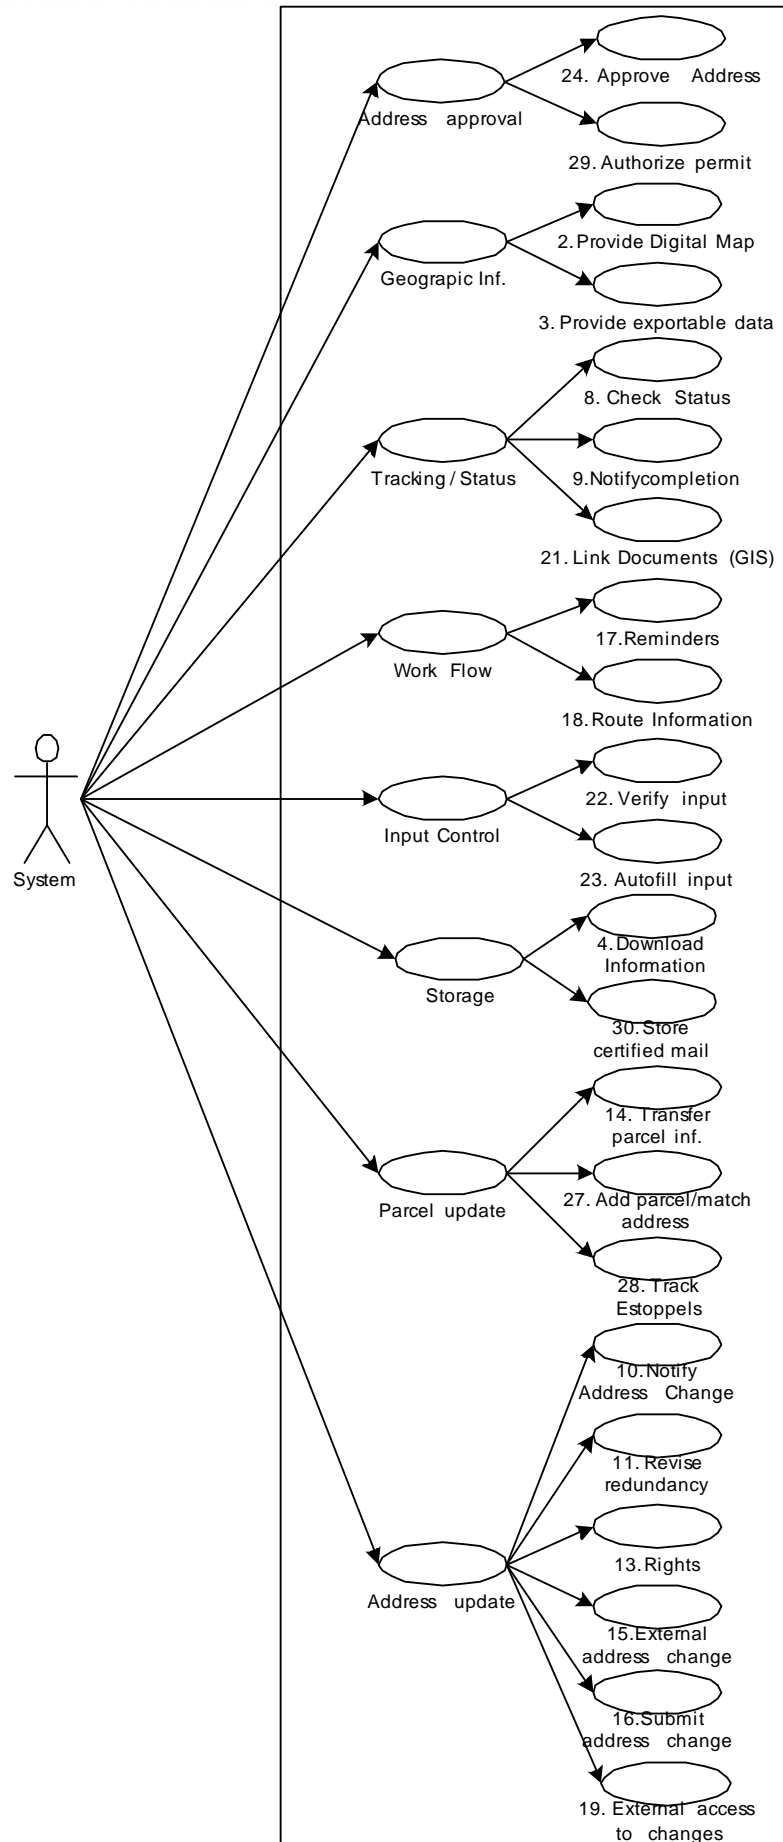 24. Approve Address
Address approval
29. Authorize permit
2. Provide Digital Map
Geograpic Inf.
3. Provide exportable data
8. Check Status
Tracking / Status
9. Notifycompletion
21. Link Documents (GIS)
17. Reminders
Work Flow
18. Route Information
22. Verify input
Input Control
23. Autofill input
System
4. Download
Information
Storage
30. Store
certified mail
14. Transfer
parcel inf.
Parcel update
27. Add parcel/match
address
28. Track
Estoppels
10. Notify
Address Change
11. Revise
redundancy
13. Rights
Address update
15. External
address change
16. Submit
address change
19. External access
to changes